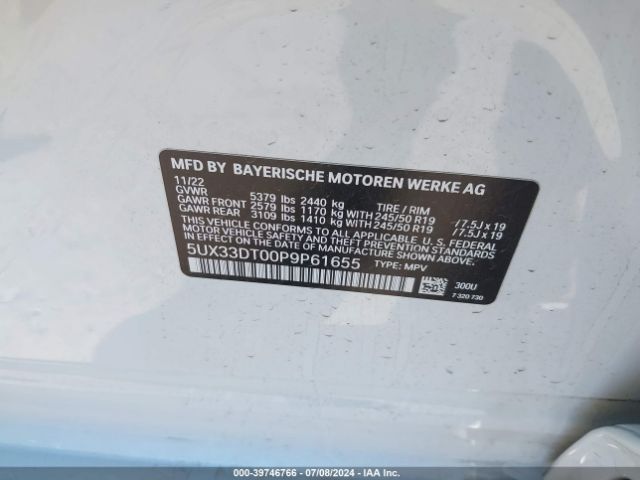 MFD BY BAYERISCHE MOTOREN WERKE AG
11/22
GVWR 5379 lbs 2440 kg TIRE / RIM
GAWR FRONT 2579 lbs 1170 kg WITH 245/50 R19 /7.5J x 19
GAWR REAR 3109 lbs 1410 kg WITH 245/50 R19 /7.5J x 19
THIS VEHICLE CONFORMS TO ALL APPLICABLE U.S. FEDERAL
MOTOR VEHICLE SAFETY STANDARDS IN
EFFECT ON THE DATE OF MANUFACTURE SHOWN ABOVE.
5UX33DT00P9P61655 TYPE: MPV
300U
7 320 730
000-39746766 - 07/08/2024 - IAA Inc.